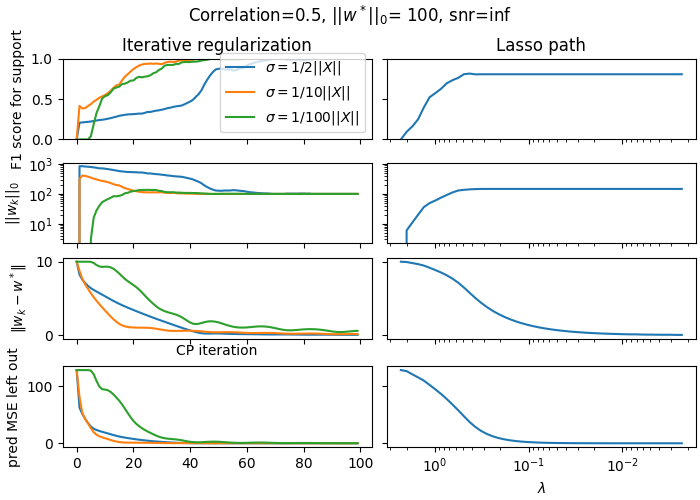 Correlation=0.5, ||w*||₀= 100, snr=inf
Iterative regularization
Lasso path
F1 score for support
1.0
0.5
0.0
σ = 1/2||X||
σ = 1/10||X||
σ = 1/100||X||
||wₖ||₀
10³
10²
10¹
‖wₖ − w*‖
10
0
CP iteration
pred MSE left out
100
0
0 20 40 60 80 100
10⁰ 10⁻¹ 10⁻²
λ